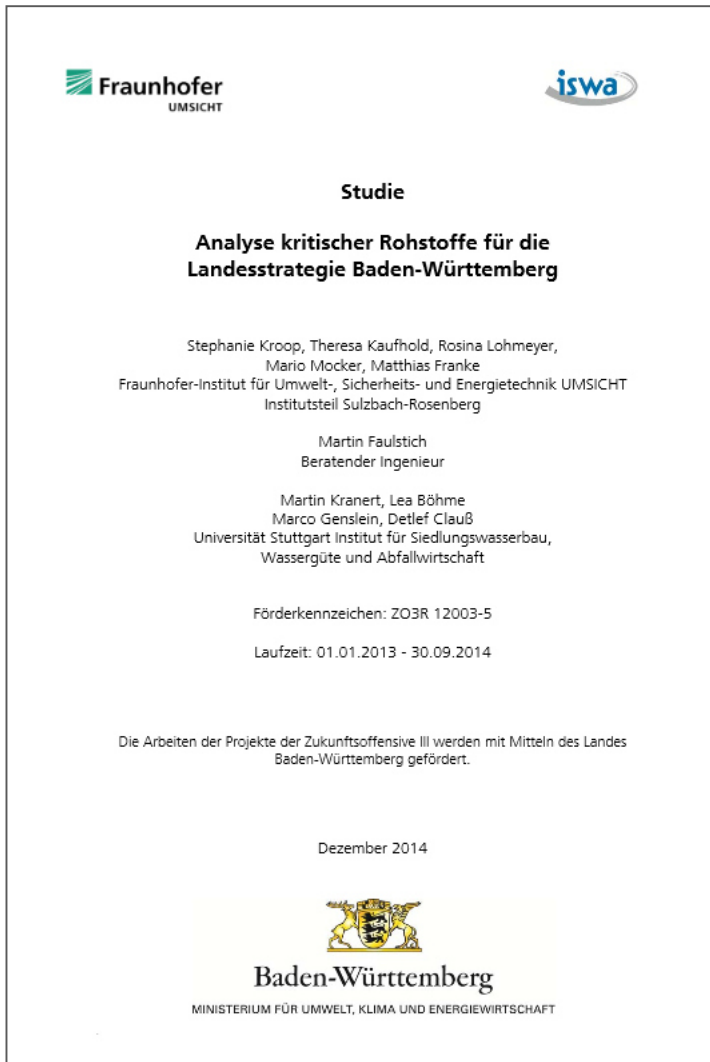 Fraunhofer
UMSICHT
iswa
Studie
Analyse kritischer Rohstoffe für die
Landesstrategie Baden-Württemberg
Stephanie Kroop, Theresa Kaufhold, Rosina Lohmeyer,
Mario Mocker, Matthias Franke
Fraunhofer-Institut für Umwelt-, Sicherheits- und Energietechnik UMSICHT
Institutsteil Sulzbach-Rosenberg
Martin Faulstich
Beratender Ingenieur
Martin Kranert, Lea Böhme
Marco Genslein, Detlef Clauß
Universität Stuttgart Institut für Siedlungswasserbau,
Wassergüte und Abfallwirtschaft
Förderkennzeichen: ZO3R 12003-5
Laufzeit: 01.01.2013 - 30.09.2014
Die Arbeiten der Projekte der Zukunftsoffensive III werden mit Mitteln des Landes
Baden-Württemberg gefördert.
Dezember 2014
Baden-Württemberg
MINISTERIUM FÜR UMWELT, KLIMA UND ENERGIEWIRTSCHAFT